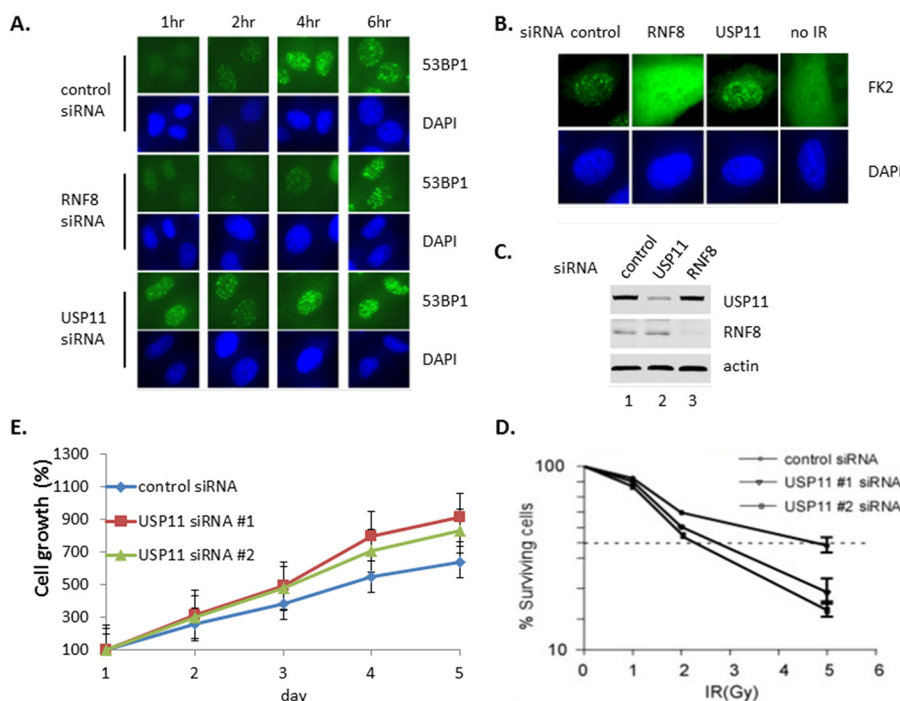 A.
1hr 2hr 4hr 6hr
control siRNA
53BP1
DAPI
RNF8 siRNA
53BP1
DAPI
USP11 siRNA
53BP1
DAPI
B.
siRNA control RNF8 USP11 no IR
FK2
DAPI
C.
siRNA control USP11 RNF8
USP11
RNF8
actin
1 2 3
E.
Cell growth (%)
1300
1100
900
700
500
300
100
control siRNA
USP11 siRNA #1
USP11 siRNA #2
1 2 3 4 5
day
D.
% Surviving cells
100
10
control siRNA
USP11 #1 siRNA
USP11 #2 siRNA
0 1 2 3 4 5 6
IR(Gy)